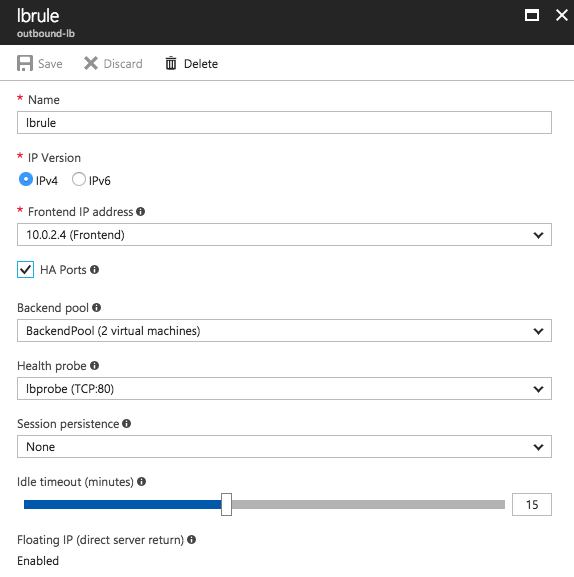 lbrule
outbound-lb
Save Discard Delete
* Name
lbrule
* IP Version
IPv4 IPv6
* Frontend IP address
10.0.2.4 (Frontend)
HA Ports
Backend pool
BackendPool (2 virtual machines)
Health probe
lbprobe (TCP:80)
Session persistence
None
Idle timeout (minutes)
15
Floating IP (direct server return)
Enabled